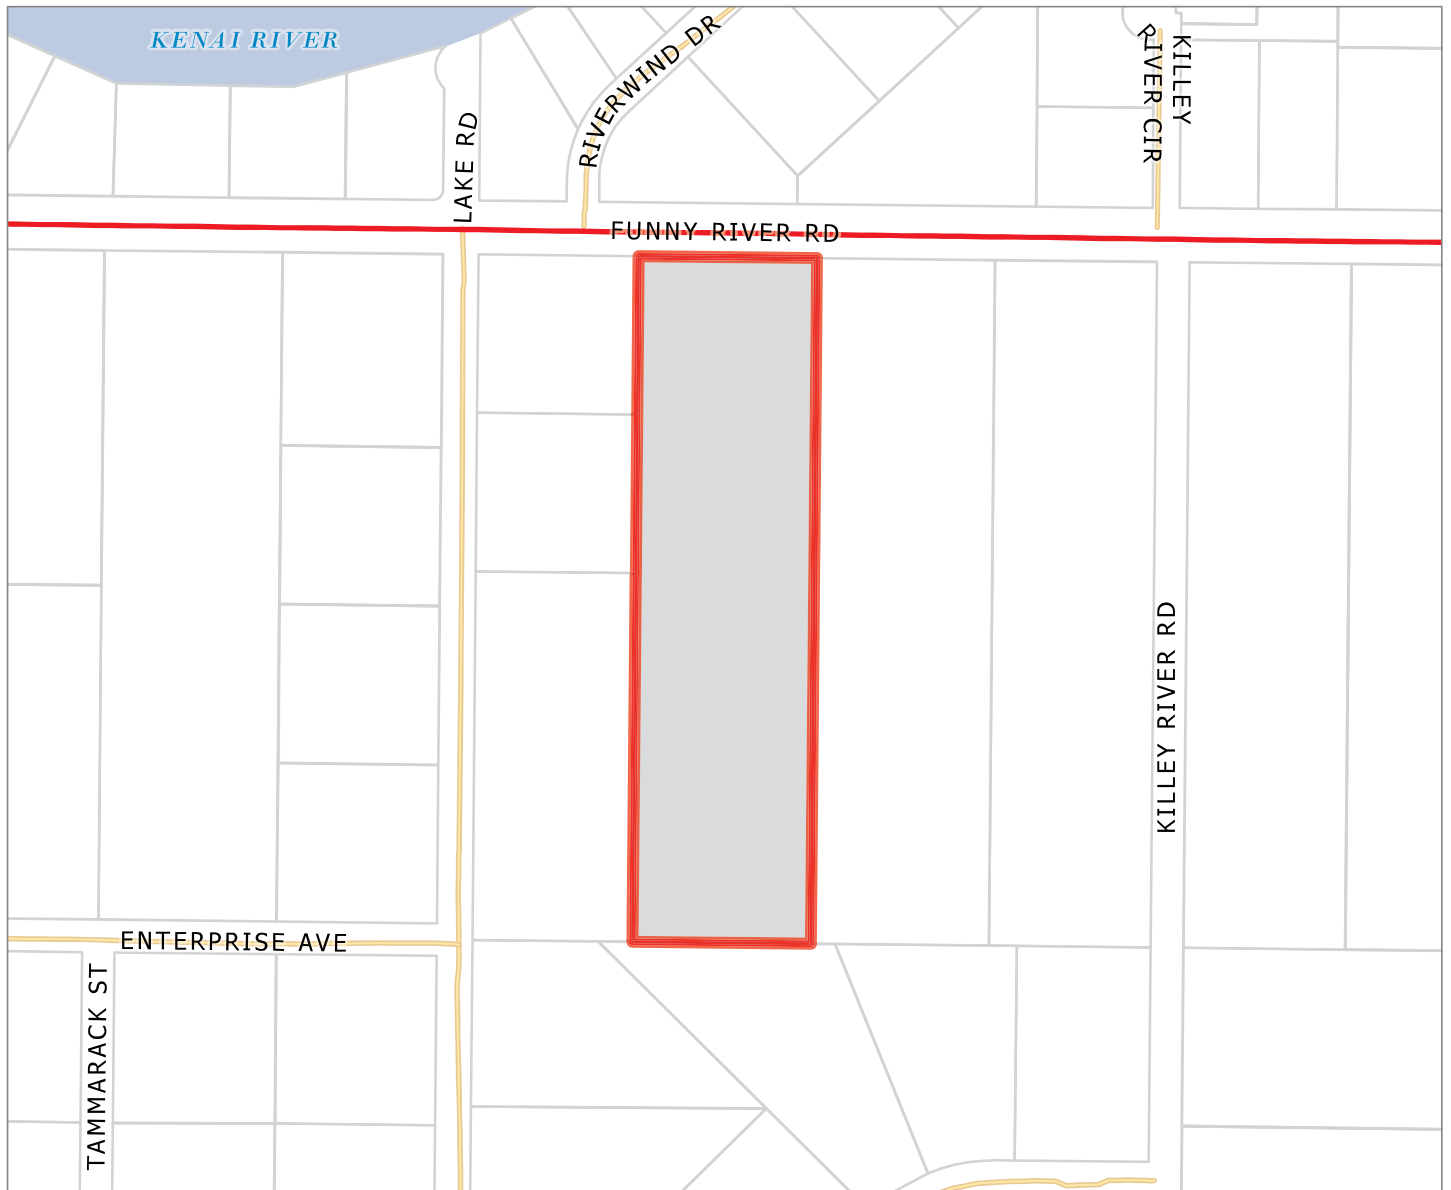 KENAI RIVER
RIVERWIND DR
KILLEY
RIVER CIR
LAKE RD
FUNNY RIVER RD
KILLEY RIVER RD
ENTERPRISE AVE
TAMMARACK ST